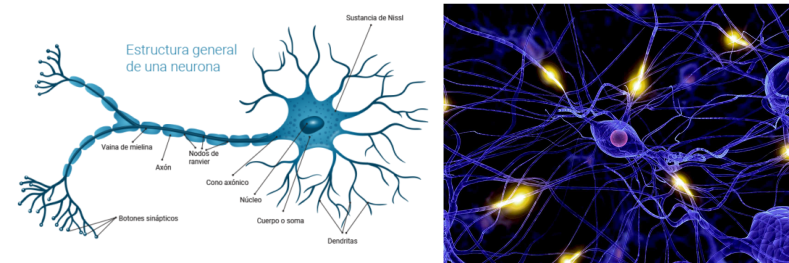 Sustancia de Nissl
Estructura general
de una neurona
Vaina de mielina
Axón
Nodos de
ranvier
Cono axónico
Núcleo
Cuerpo o soma
Botones sinápticos
Dendritas